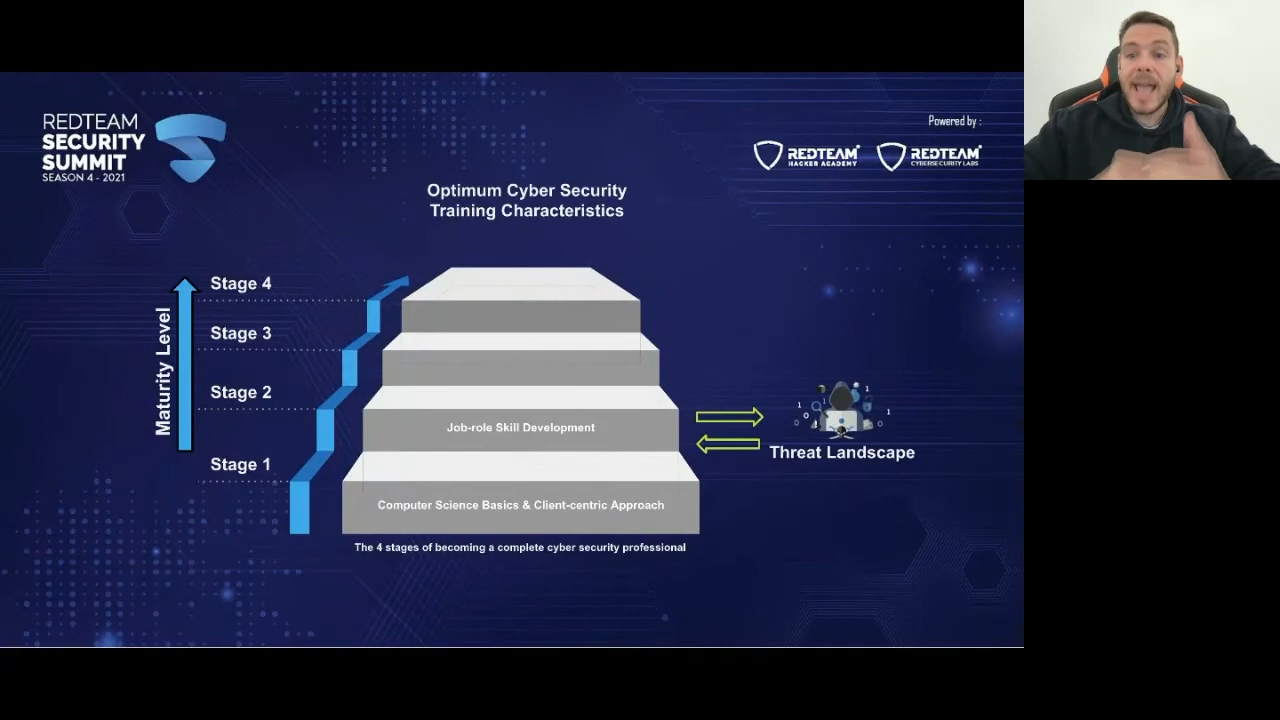 REDTEAM
SECURITY
SUMMIT
SEASON 4 - 2021
Powered by :
REDTEAM
HACKER ACADEMY
REDTEAM
CYBERSECURITY LABS
Optimum Cyber Security
Training Characteristics
Maturity Level
Stage 4
Stage 3
Stage 2
Stage 1
Job-role Skill Development
Computer Science Basics & Client-centric Approach
Threat Landscape
The 4 stages of becoming a complete cyber security professional